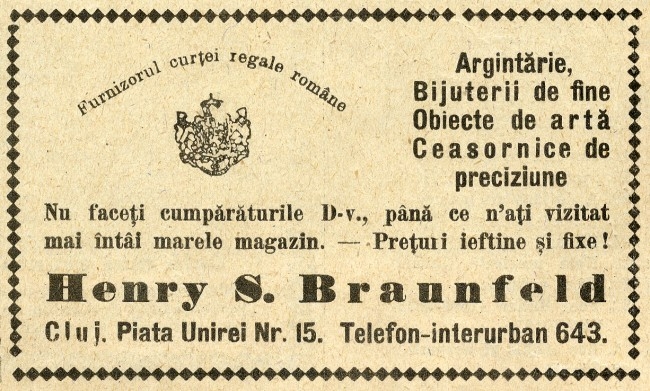 Furnizorul curței regale române
Argintărie,
Bijuterii de fine
Obiecte de artă
Ceasornice de
preciziune
Nu faceți cumpărăturile D-v., până ce n'ați vizitat
mai întâi marele magazin. — Prețuri ieftine și fixe!
Henry S. Braunfeld
Cluj. Piata Unirei Nr. 15. Telefon-interurban 643.